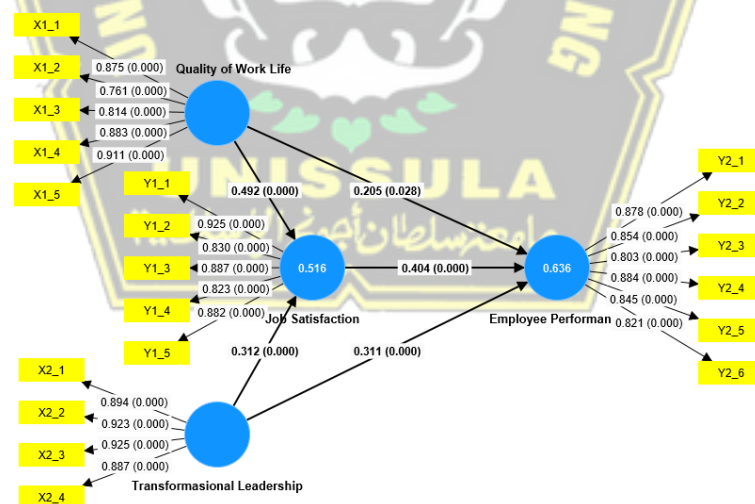 X1_1
X1_2
X1_3
X1_4
X1_5
0.875 (0.000)
0.761 (0.000)
0.814 (0.000)
0.883 (0.000)
0.911 (0.000)
Quality of Work Life
UNISSULA
0.492 (0.000)
0.205 (0.028)
Y1_1
Y1_2
Y1_3
Y1_4
Y1_5
0.925 (0.000)
0.830 (0.000)
0.887 (0.000)
0.823 (0.000)
0.882 (0.000)
0.516
Job Satisfaction
0.404 (0.000)
0.636
Employee Performan
0.878 (0.000)
0.854 (0.000)
0.803 (0.000)
0.884 (0.000)
0.845 (0.000)
0.821 (0.000)
Y2_1
Y2_2
Y2_3
Y2_4
Y2_5
Y2_6
0.312 (0.000)
0.311 (0.000)
X2_1
X2_2
X2_3
X2_4
0.894 (0.000)
0.923 (0.000)
0.925 (0.000)
0.887 (0.000)
Transformasional Leadership